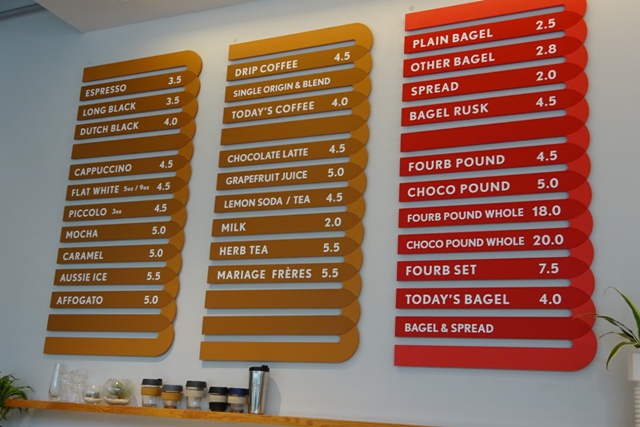 ESPRESSO 3.5
LONG BLACK 3.5
DUTCH BLACK 4.0
CAPPUCCINO 4.5
FLAT WHITE 5oz / 9oz 4.5
PICCOLO 3oz 4.5
MOCHA 5.0
CARAMEL 5.0
AUSSIE ICE 5.5
AFFOGATO 5.0
DRIP COFFEE 4.5
SINGLE ORIGIN & BLEND
TODAY'S COFFEE 4.0
CHOCOLATE LATTE 4.5
GRAPEFRUIT JUICE 5.0
LEMON SODA / TEA 4.5
MILK 2.0
HERB TEA 5.5
MARIAGE FRÈRES 5.5
PLAIN BAGEL 2.5
OTHER BAGEL 2.8
SPREAD 2.0
BAGEL RUSK 4.5
FOURB POUND 4.5
CHOCO POUND 5.0
FOURB POUND WHOLE 18.0
CHOCO POUND WHOLE 20.0
FOURB SET 7.5
TODAY'S BAGEL 4.0
BAGEL & SPREAD